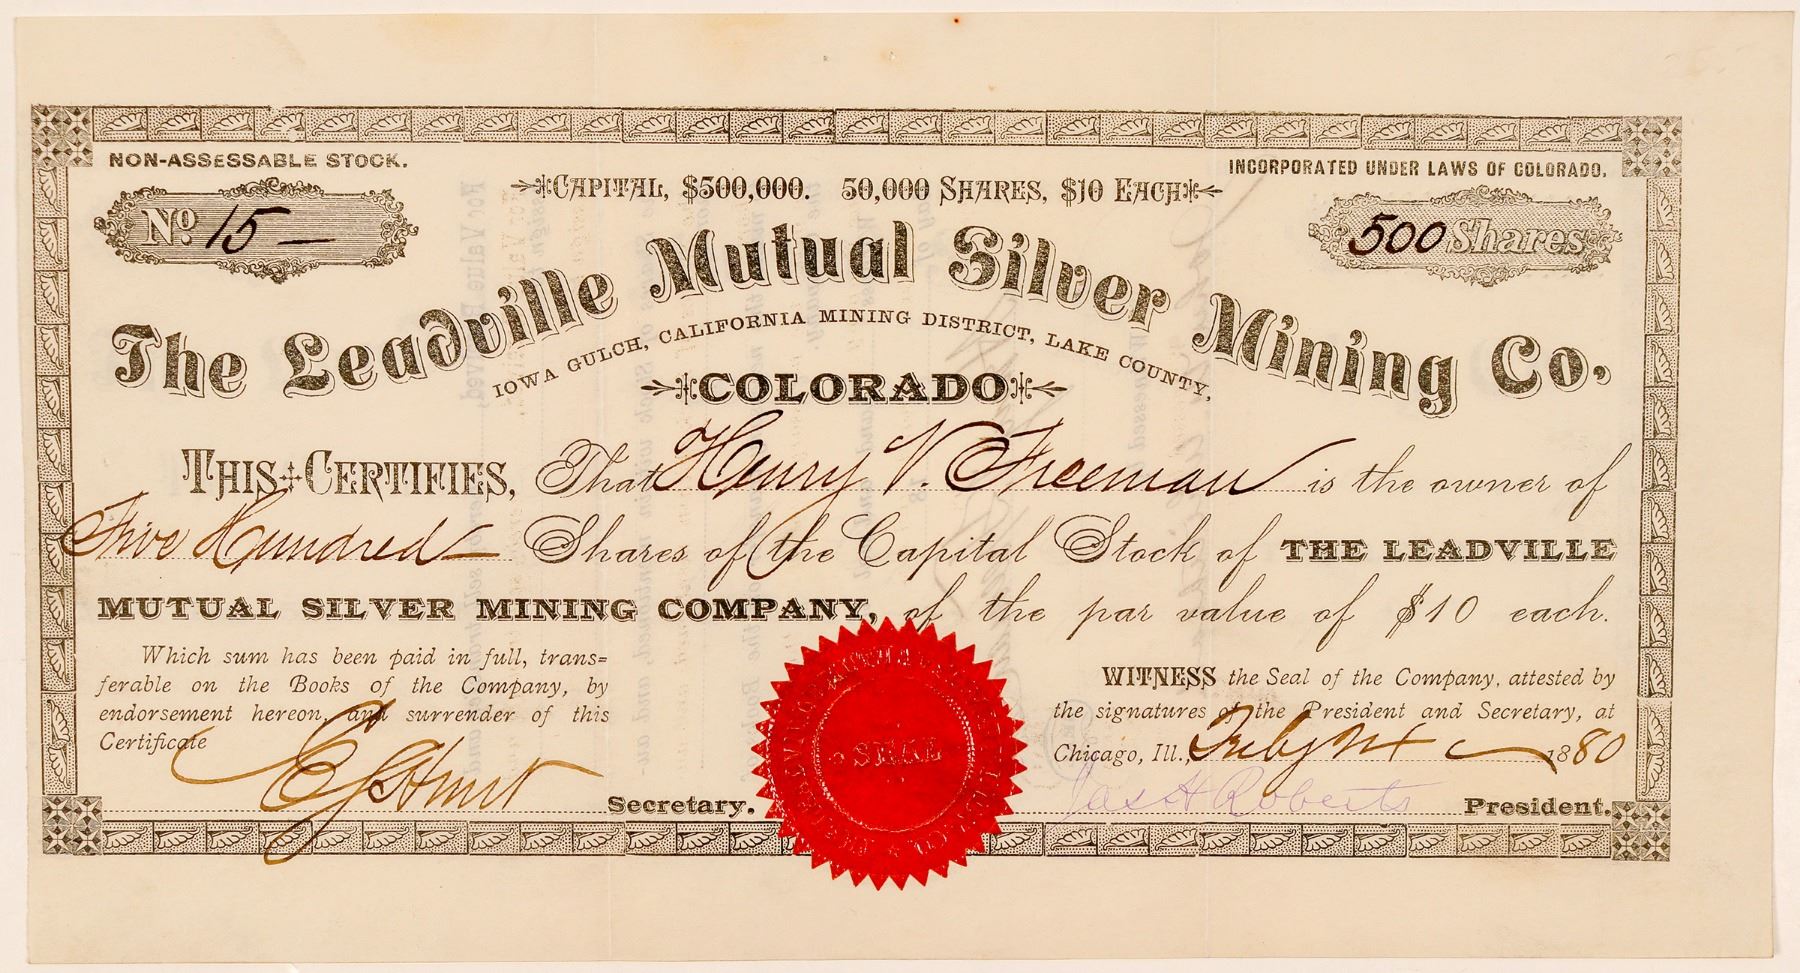 NON-ASSESSABLE STOCK.
INCORPORATED UNDER LAWS OF COLORADO.
CAPITAL, $500,000. 50,000 SHARES, $10 EACH
No. 15 —
500 Shares
The Leadville Mutual Silver Mining Co.
IOWA GULCH, CALIFORNIA MINING DISTRICT, LAKE COUNTY,
COLORADO
THIS CERTIFIES, That Henry V. Freeman is the owner of
Five Hundred — Shares of the Capital Stock of THE LEADVILLE
MUTUAL SILVER MINING COMPANY, of the par value of $10 each.
Which sum has been paid in full, trans=
ferable on the Books of the Company, by
endorsement hereon, and surrender of this
Certificate
Secretary.
SEAL
WITNESS the Seal of the Company, attested by
the signatures of the President and Secretary, at
Chicago, Ill., 1880
Jas H Roberts President.